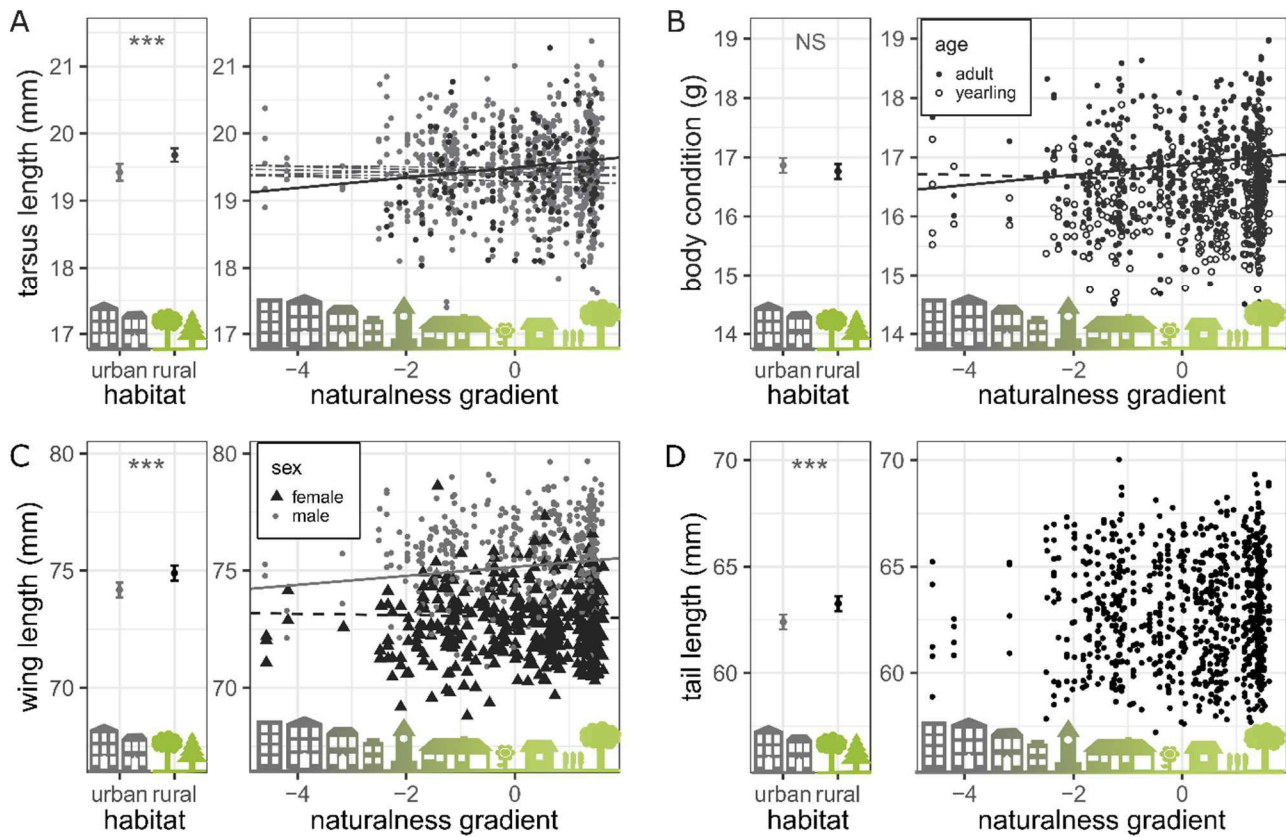 A
***
tarsus length (mm)
21
20
19
18
17
21
20
19
18
17
urban rural
habitat
−4
−2
0
naturalness gradient
B
NS
body condition (g)
19
18
17
16
15
14
19
18
17
16
15
14
age
adult
yearling
urban rural
habitat
−4
−2
0
naturalness gradient
C
***
wing length (mm)
80
75
70
80
75
70
sex
female
male
urban rural
habitat
−4
−2
0
naturalness gradient
D
***
tail length (mm)
70
65
60
70
65
60
urban rural
habitat
−4
−2
0
naturalness gradient